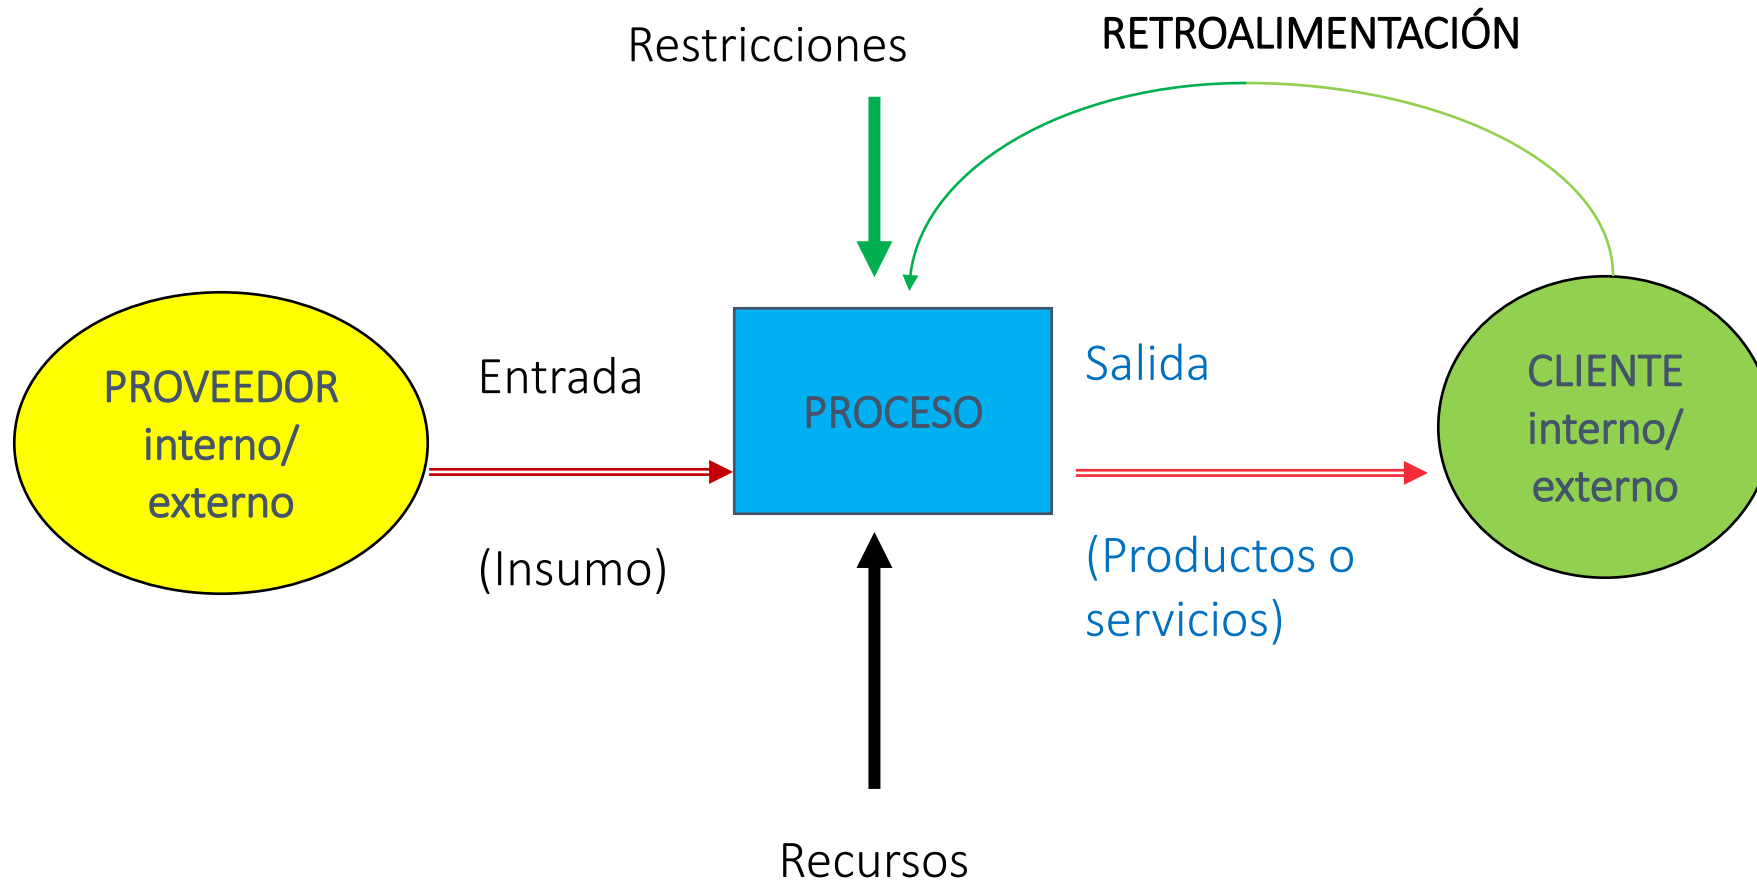 Restricciones
RETROALIMENTACIÓN
PROVEEDOR
interno/
externo
Entrada
(Insumo)
PROCESO
Salida
(Productos o
servicios)
CLIENTE
interno/
externo
Recursos